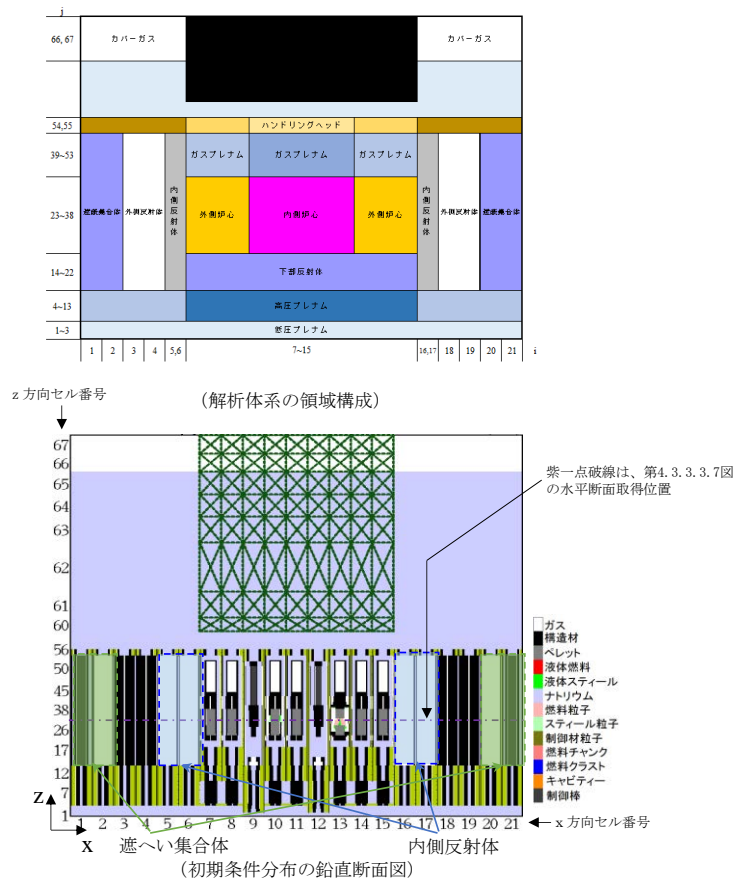 j
66,67
カバーガス
カバーガス
54,55
ハンドリングヘッド
39~53
ガスプレナム
ガスプレナム
ガスプレナム
23~38
遮蔽集合体
外側反射体
内側反射体
外側炉心
内側炉心
外側炉心
内側反射体
外側反射体
遮蔽集合体
14~22
下部反射体
4~13
高圧プレナム
1~3
低圧プレナム
1 2 3 4 5,6 7~15 16,17 18 19 20 21 i
(解析体系の領域構成)
z 方向セル番号
67
66
65
64
63
62
61
60
56
50
45
38
26
17
12
7
1
紫一点破線は、第4.3.3.3.7図
の水平断面取得位置
ガス
構造材
ペレット
液体燃料
液体スティール
ナトリウム
燃料粒子
スティール粒子
制御材粒子
燃料チャンク
燃料クラスト
キャビティー
制御棒
Z
X
1 2 3 4 5 6 7 8 9 10 11 12 13 14 15 16 17 18 19 20 21
x 方向セル番号
遮へい集合体
内側反射体
(初期条件分布の鉛直断面図)